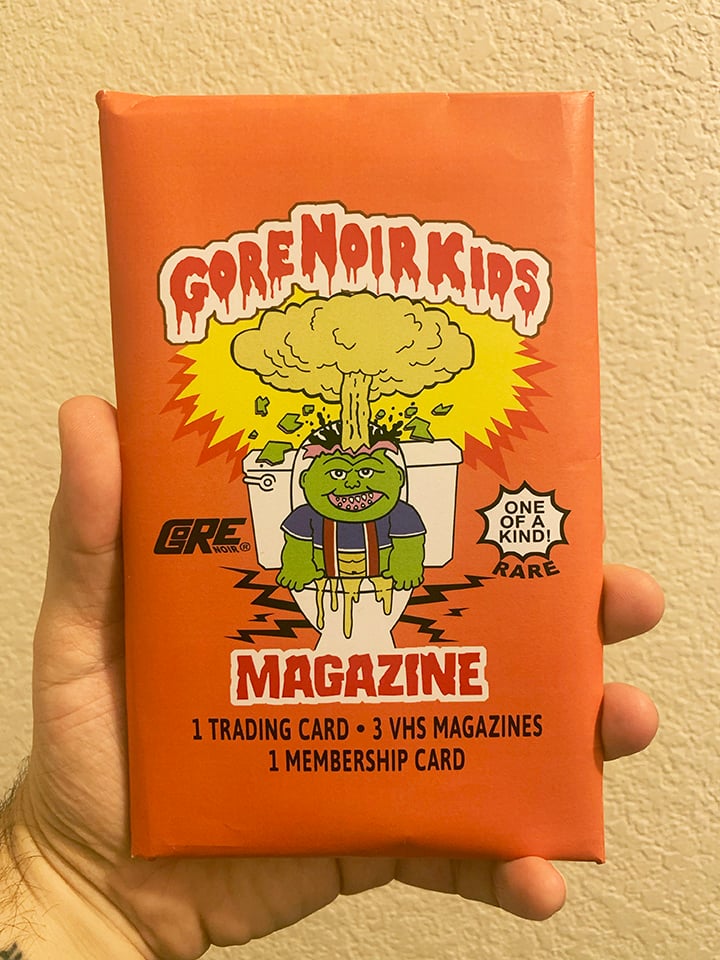 GORE NOIR KIDS
GORE
NOIR®
ONE
OF A
KIND!
RARE
MAGAZINE
1 TRADING CARD • 3 VHS MAGAZINES
1 MEMBERSHIP CARD